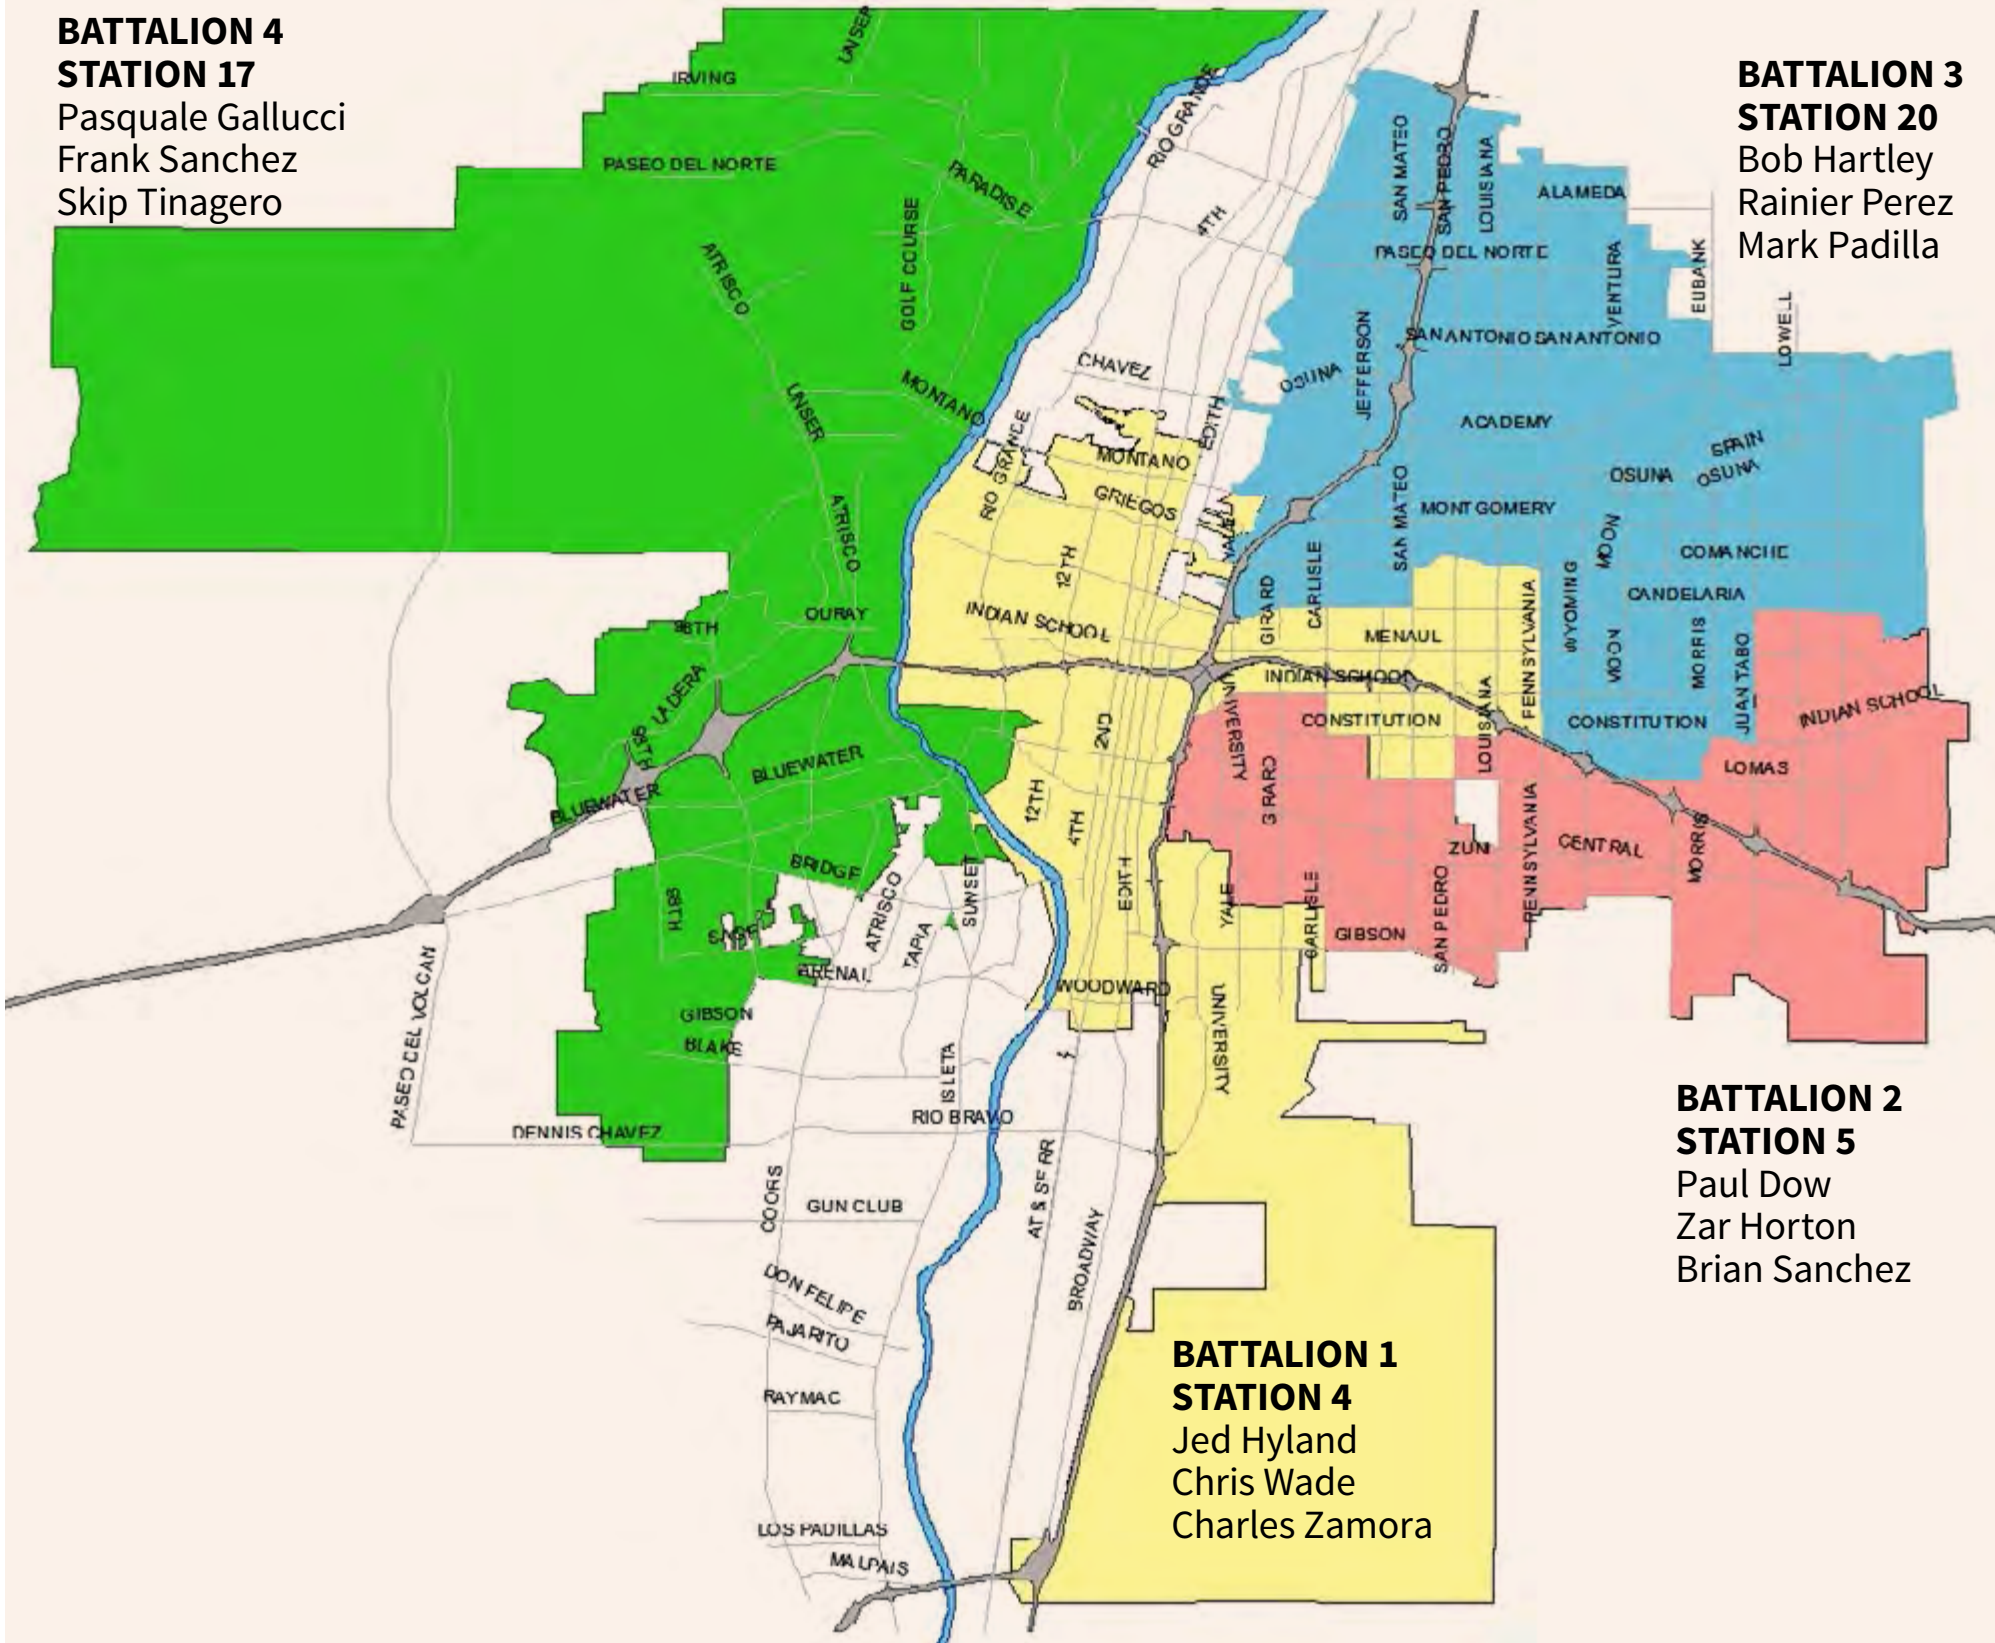 BATTALION 4
STATION 17
Pasquale Gallucci
Frank Sanchez
Skip Tinagero
BATTALION 3
STATION 20
Bob Hartley
Rainier Perez
Mark Padilla
BATTALION 2
STATION 5
Paul Dow
Zar Horton
Brian Sanchez
BATTALION 1
STATION 4
Jed Hyland
Chris Wade
Charles Zamora
UNSER
IRVING
PASEO DEL NORTE
PARADISE
GOLF COURSE
ATRISCO
MONTANO
UNSER
ATRISCO
OURAY
98TH
LADERA
98TH
BLUEWATER
BLUEWATER
BRIDGE
98TH
SAGE
ATRISCO
TAPIA
SUNSET
ARENAL
GIBSON
BLAKE
PASEO DEL VOLCAN
DENNIS CHAVEZ
ISLETA
RIO BRAVO
COORS
GUN CLUB
DON FELIPE
PAJARITO
RAYMAC
LOS PADILLAS
MALPAIS
AT & SF RR
BROADWAY
RIO GRANDE
4TH
CHAVEZ
EDITH
RIO GRANCE
MONTANO
GRIEGOS
12TH
INDIAN SCHOOL
2ND
12TH
4TH
EDITH
WOODWARD
4
YALE
YALE
UNIVERSITY
UNIVERSITY
SAN MATEO
SAN PEDRO
LOUISIANA
ALAMEDA
PASEO DEL NORTE
VENTURA
EUBANK
LOWELL
SAN ANTONIO SAN ANTONIO
JEFFERSON
OSUNA
ACADEMY
SPAIN
OSUNA
OSUNA
SAN MATEO
MONTGOMERY
MOON
COMANCHE
CANDELARIA
WYOMING
CARLISLE
GIRARD
MENAUL
PENNSYLVANIA
MOON
MORRIS
JUAN TABO
INDIAN SCHOOL
INDIAN SCHOOL
CONSTITUTION
CONSTITUTION
LOUISIANA
LOMAS
GIRARD
ZUNI
CENTRAL
PENNSYLVANIA
MORRIS
CARLISLE
GIBSON
SAN PEDRO